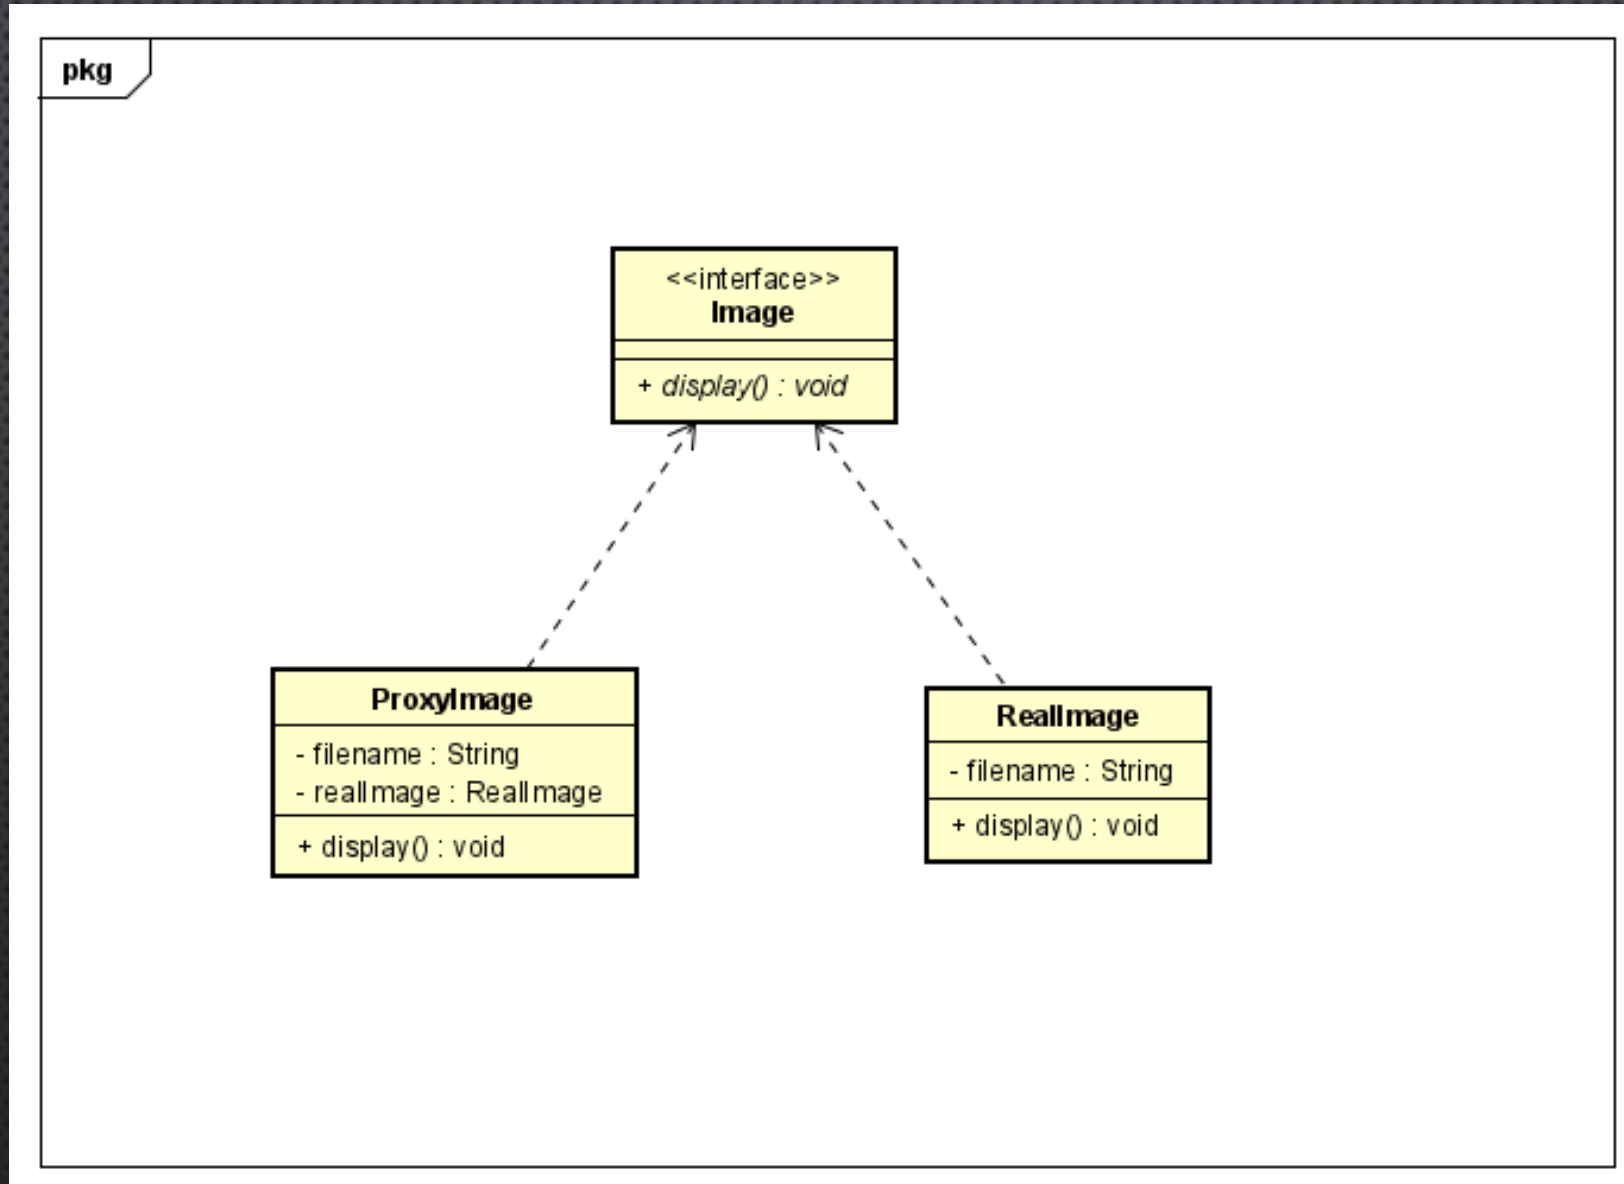 pkg
<<interface>>
Image
+ display() : void
ProxyImage
- filename : String
- realImage : RealImage
+ display() : void
RealImage
- filename : String
+ display() : void